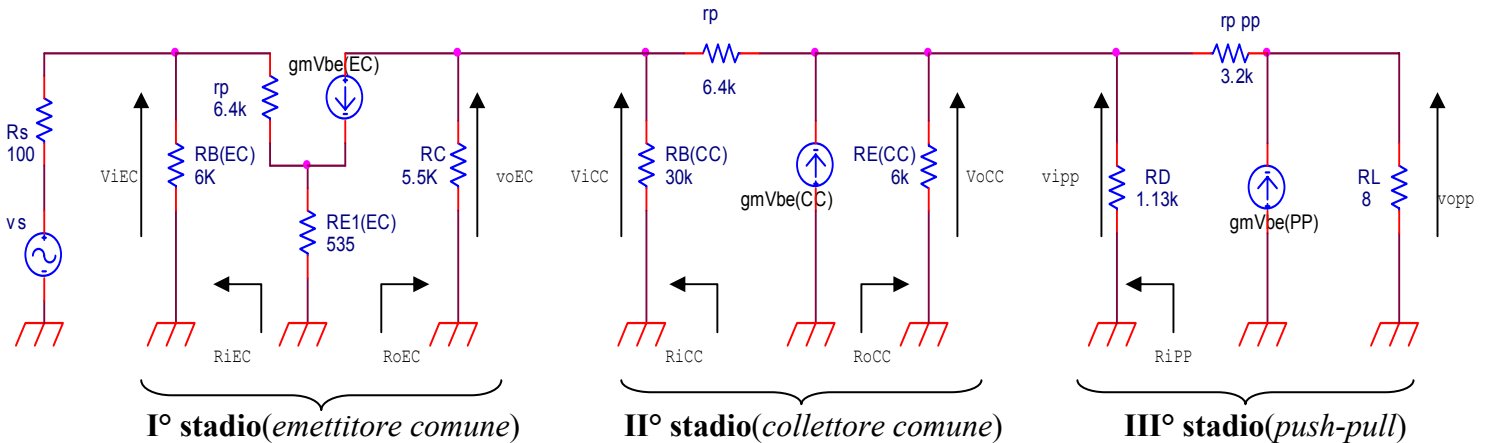 Rs
100
vs
ViEC
RB(EC)
6K
rp
6.4k
gmVbe(EC)
RE1(EC)
535
RC
5.5K
voEC
RiEC
RoEC
I° stadio(emettitore comune)
rp
6.4k
ViCC
RB(CC)
30k
gmVbe(CC)
RE(CC)
6k
VoCC
RiCC
RoCC
II° stadio(collettore comune)
rp pp
3.2k
vipp
RD
1.13k
gmVbe(PP)
RL
8
vopp
RiPP
III° stadio(push-pull)